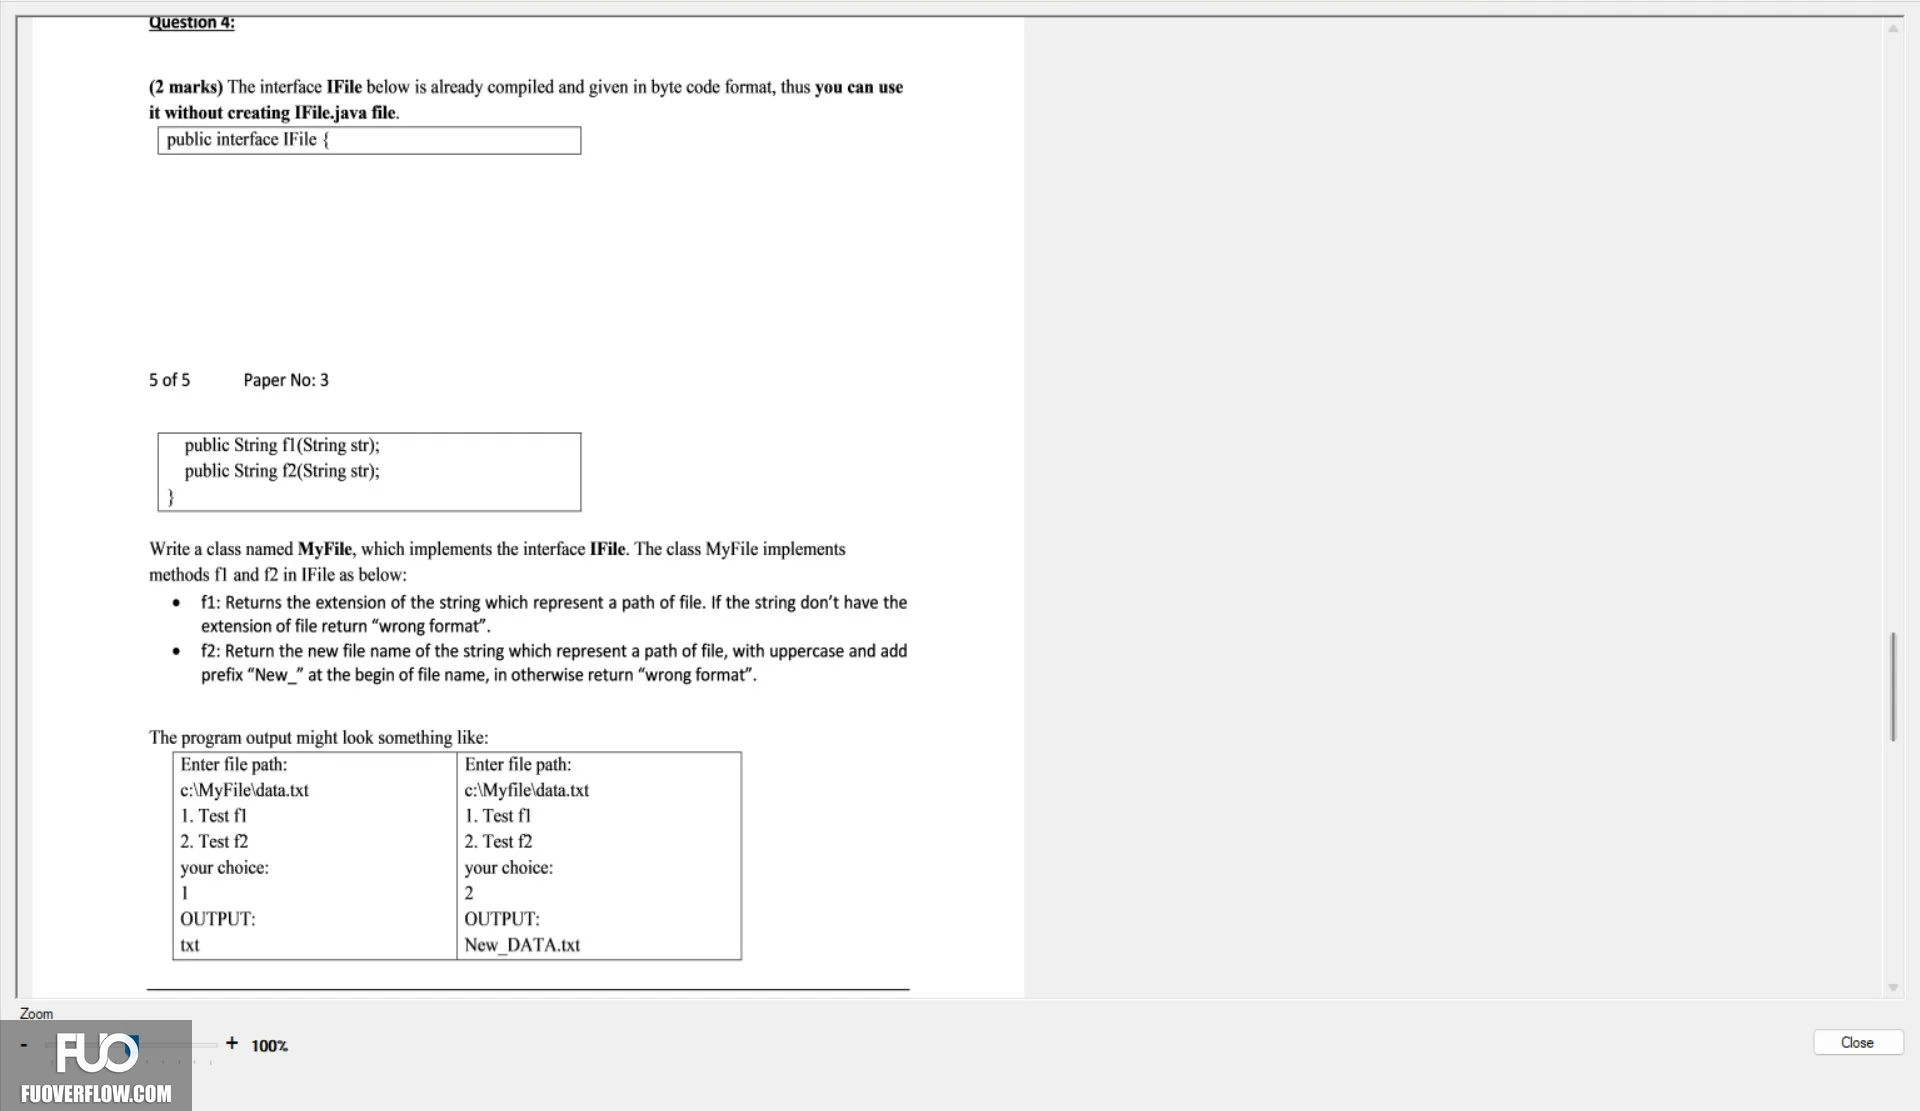 Question 4:
(2 marks) The interface IFile below is already compiled and given in byte code format, thus you can use
it without creating IFile.java file.
public interface IFile {
5 of 5 Paper No: 3
public String f1(String str);
public String f2(String str);
}
Write a class named MyFile, which implements the interface IFile. The class MyFile implements
methods f1 and f2 in IFile as below:
• f1: Returns the extension of the string which represent a path of file. If the string don’t have the
extension of file return “wrong format”.
• f2: Return the new file name of the string which represent a path of file, with uppercase and add
prefix “New_” at the begin of file name, in otherwise return “wrong format”.
The program output might look something like:
Enter file path:
c:\MyFile\data.txt
1. Test f1
2. Test f2
your choice:
1
OUTPUT:
txt
Enter file path:
c:\Myfile\data.txt
1. Test f1
2. Test f2
your choice:
2
OUTPUT:
New_DATA.txt
Zoom
- + 100%
Close
FUO
FUOVERFLOW.COM